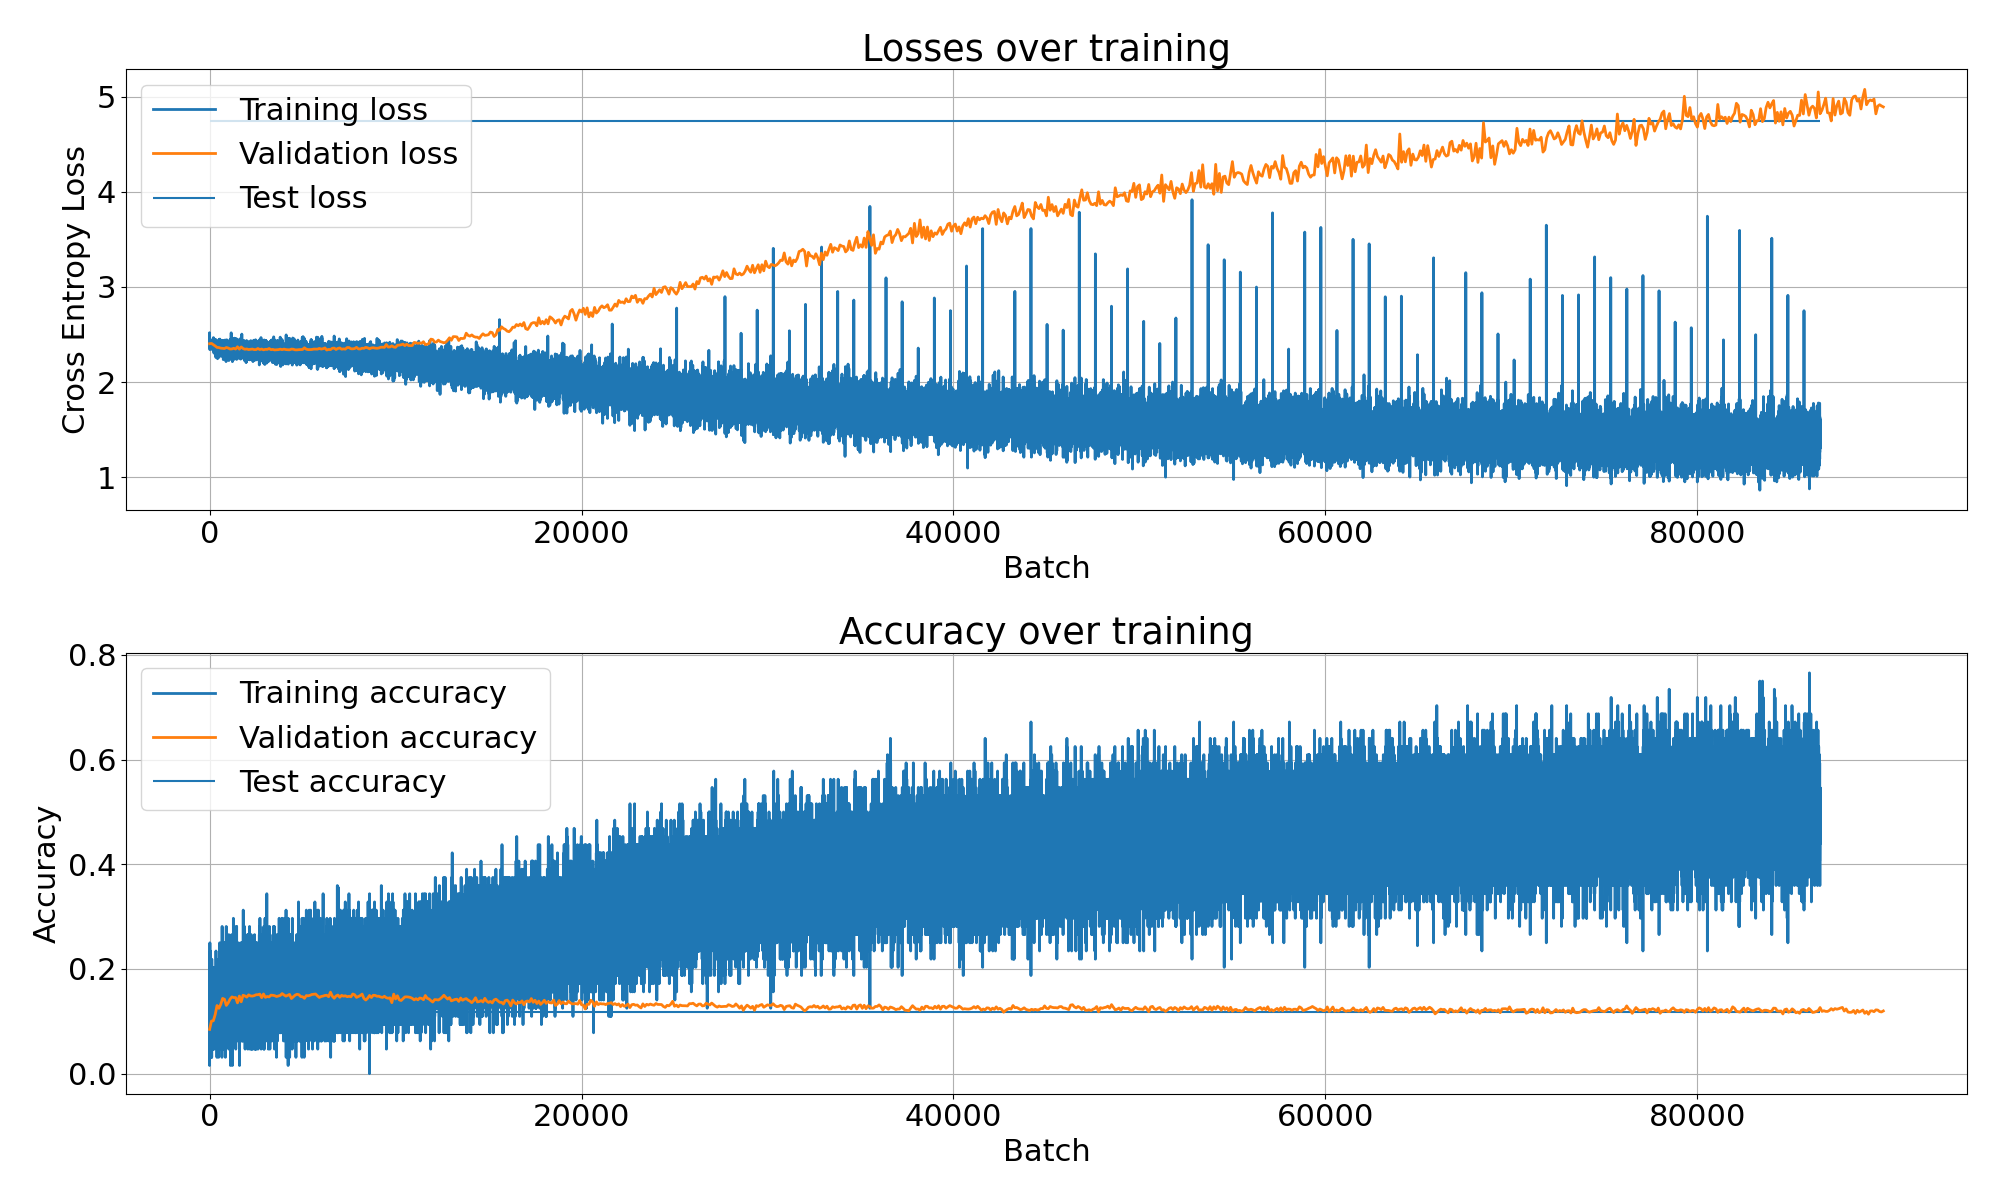 Losses over training
Training loss
Validation loss
Test loss
Cross Entropy Loss
5
4
3
2
1
0 20000 40000 60000 80000
Batch
Accuracy over training
Training accuracy
Validation accuracy
Test accuracy
Accuracy
0.8
0.6
0.4
0.2
0.0
0 20000 40000 60000 80000
Batch